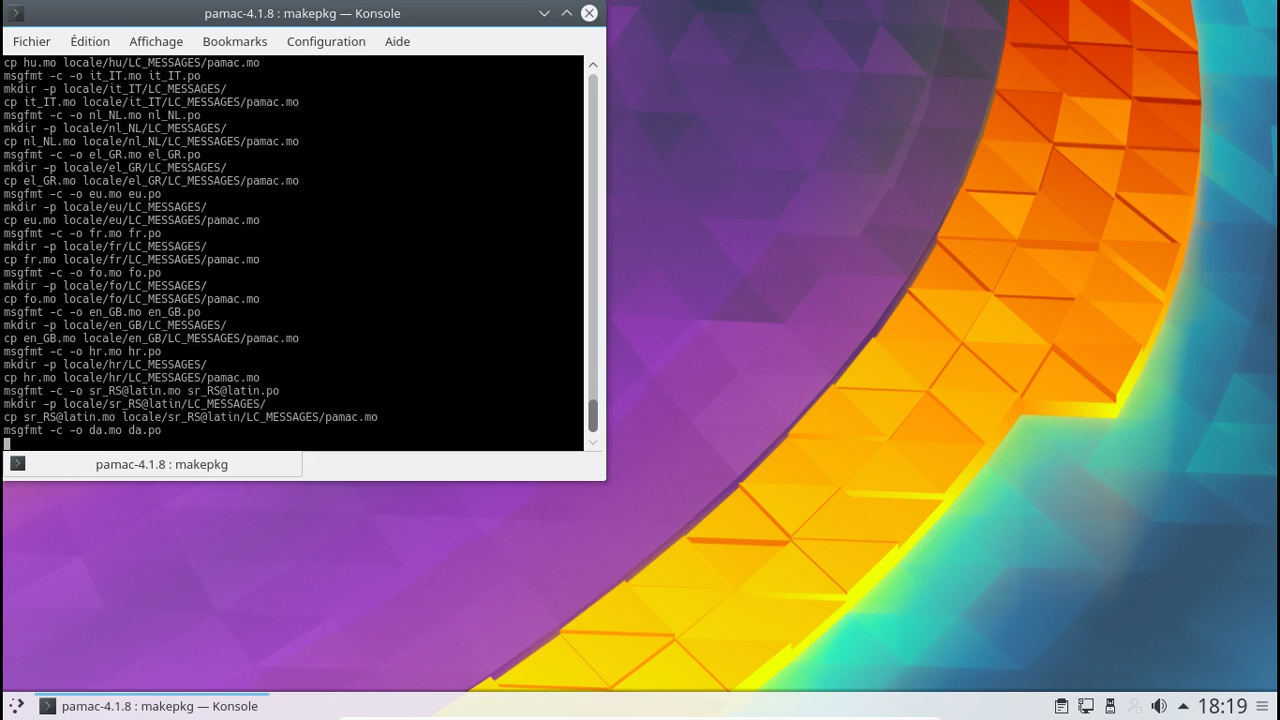 pamac-4.1.8 : makepkg — Konsole
Fichier Édition Affichage Bookmarks Configuration Aide
cp hu.mo locale/hu/LC_MESSAGES/pamac.mo
msgfmt -c -o it_IT.mo it_IT.po
mkdir -p locale/it_IT/LC_MESSAGES/
cp it_IT.mo locale/it_IT/LC_MESSAGES/pamac.mo
msgfmt -c -o nl_NL.mo nl_NL.po
mkdir -p locale/nl_NL/LC_MESSAGES/
cp nl_NL.mo locale/nl_NL/LC_MESSAGES/pamac.mo
msgfmt -c -o el_GR.mo el_GR.po
mkdir -p locale/el_GR/LC_MESSAGES/
cp el_GR.mo locale/el_GR/LC_MESSAGES/pamac.mo
msgfmt -c -o eu.mo eu.po
mkdir -p locale/eu/LC_MESSAGES/
cp eu.mo locale/eu/LC_MESSAGES/pamac.mo
msgfmt -c -o fr.mo fr.po
mkdir -p locale/fr/LC_MESSAGES/
cp fr.mo locale/fr/LC_MESSAGES/pamac.mo
msgfmt -c -o fo.mo fo.po
mkdir -p locale/fo/LC_MESSAGES/
cp fo.mo locale/fo/LC_MESSAGES/pamac.mo
msgfmt -c -o en_GB.mo en_GB.po
mkdir -p locale/en_GB/LC_MESSAGES/
cp en_GB.mo locale/en_GB/LC_MESSAGES/pamac.mo
msgfmt -c -o hr.mo hr.po
mkdir -p locale/hr/LC_MESSAGES/
cp hr.mo locale/hr/LC_MESSAGES/pamac.mo
msgfmt -c -o sr_RS@latin.mo sr_RS@latin.po
mkdir -p locale/sr_RS@latin/LC_MESSAGES/
cp sr_RS@latin.mo locale/sr_RS@latin/LC_MESSAGES/pamac.mo
msgfmt -c -o da.mo da.po
pamac-4.1.8 : makepkg
pamac-4.1.8 : makepkg — Konsole
18:19